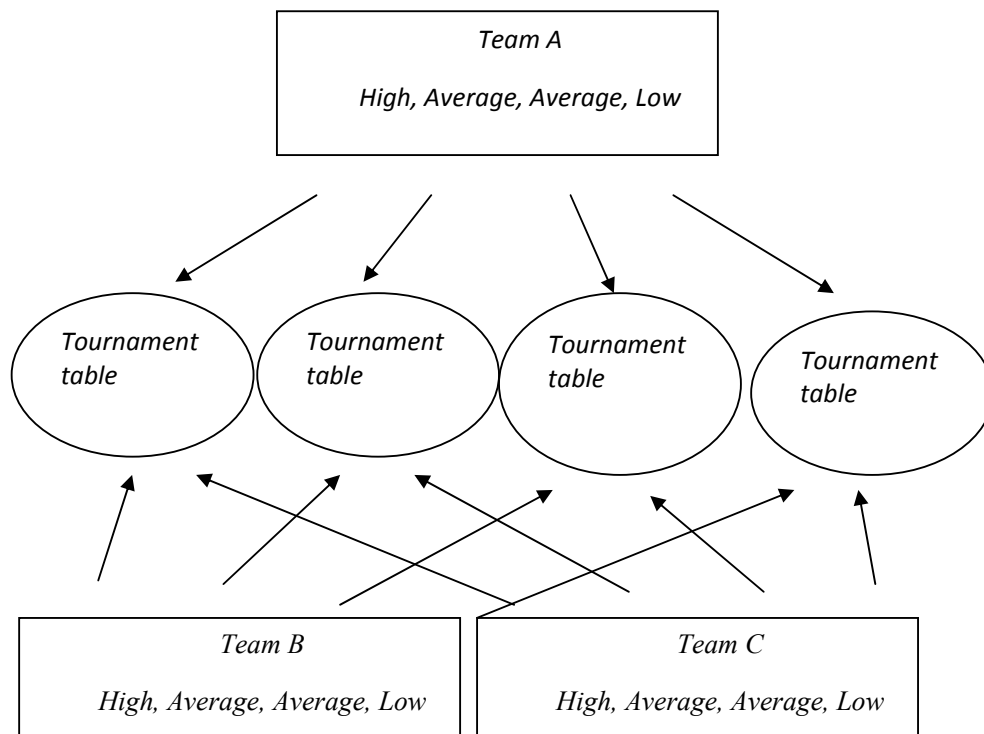 Team A
High, Average, Average, Low
Tournament
table
Tournament
table
Tournament
table
Tournament
table
Team B
High, Average, Average, Low
Team C
High, Average, Average, Low